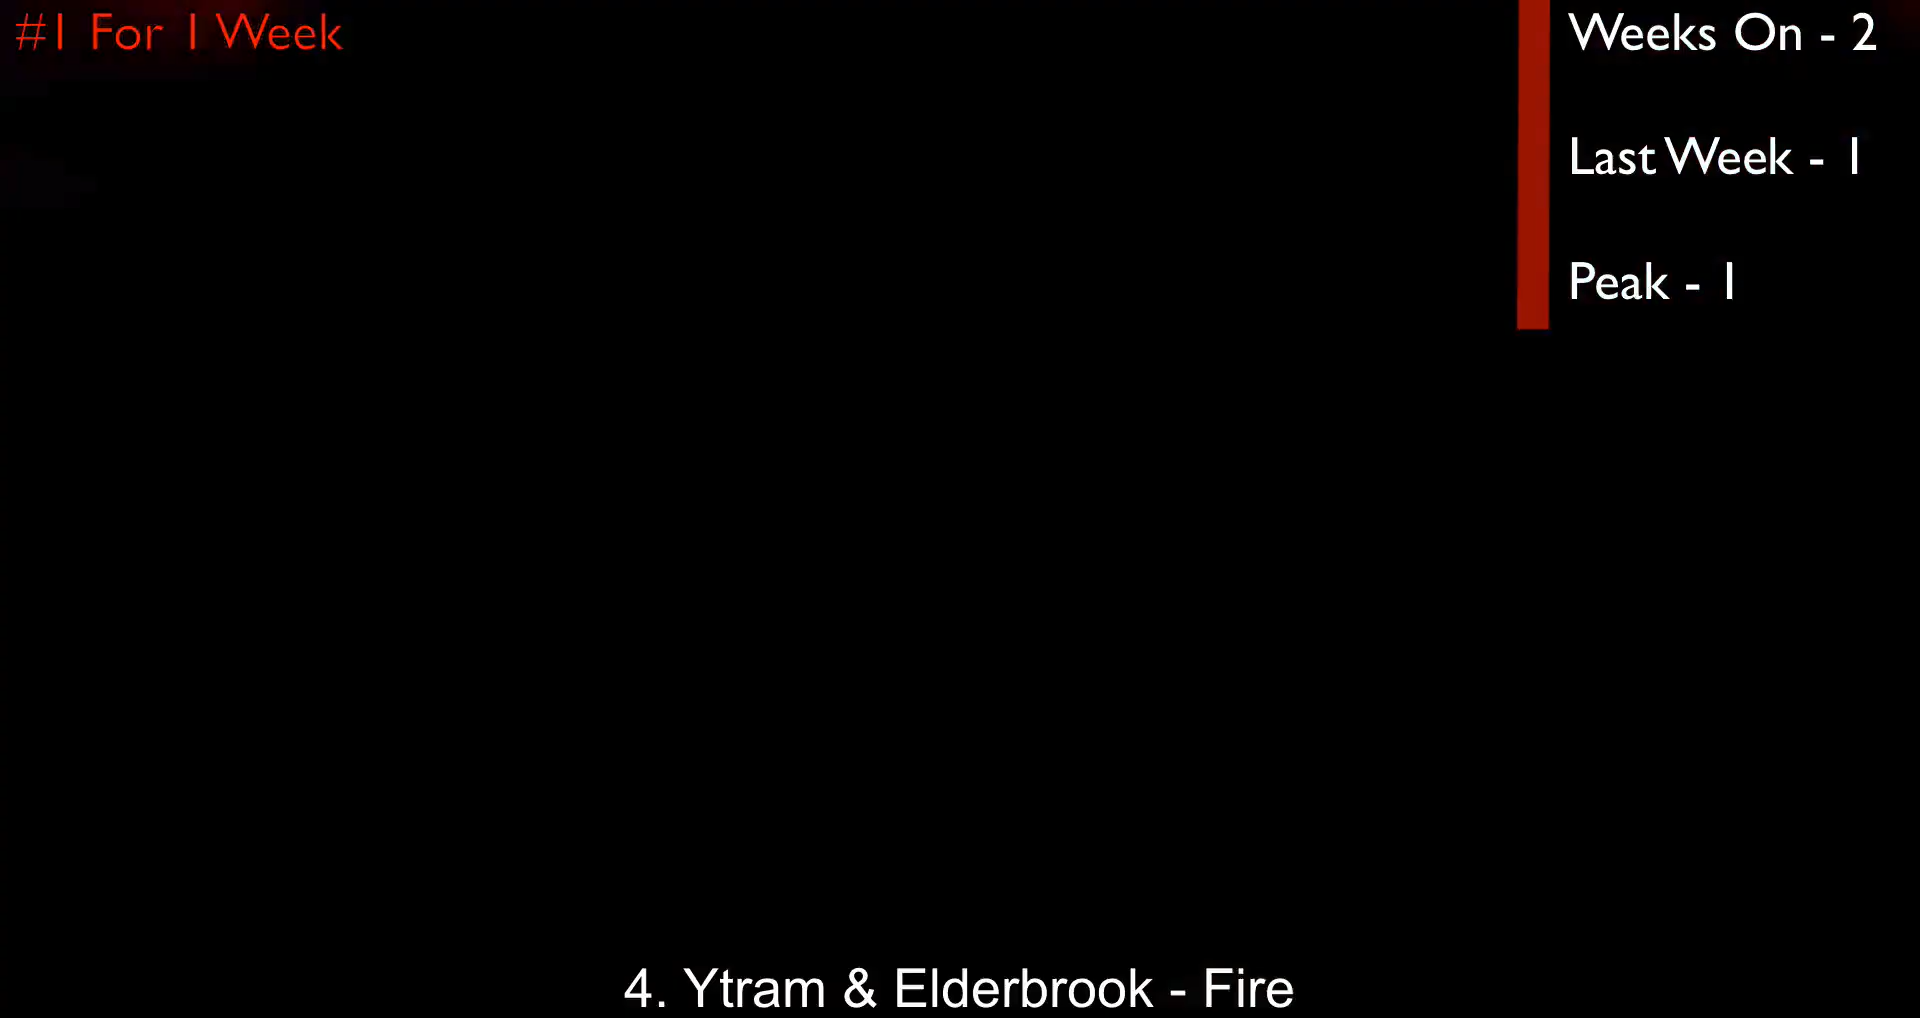 #1 For 1 Week
Weeks On - 2
Last Week - 1
Peak - 1
4. Ytram & Elderbrook - Fire